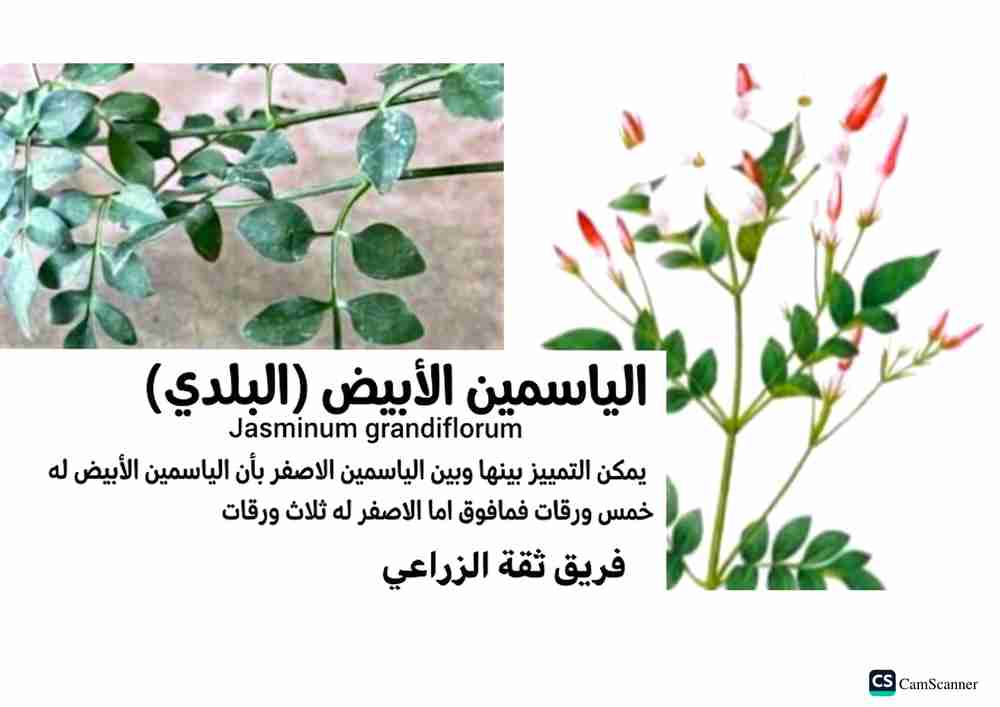 الياسمين الأبيض (البلدي)
Jasminum grandiflorum
يمكن التمييز بينها وبين الياسمين الاصفر بأن الياسمين الأبيض له
خمس ورقات فمافوق اما الاصفر له ثلاث ورقات
فريق ثقة الزراعي
CS CamScanner